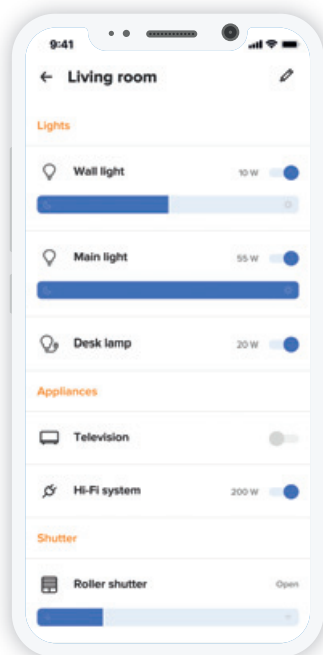 9:41
Living room
Lights
Wall light 10 W
Main light 55 W
Desk lamp 20 W
Appliances
Television
Hi-Fi system 200 W
Shutter
Roller shutter Open